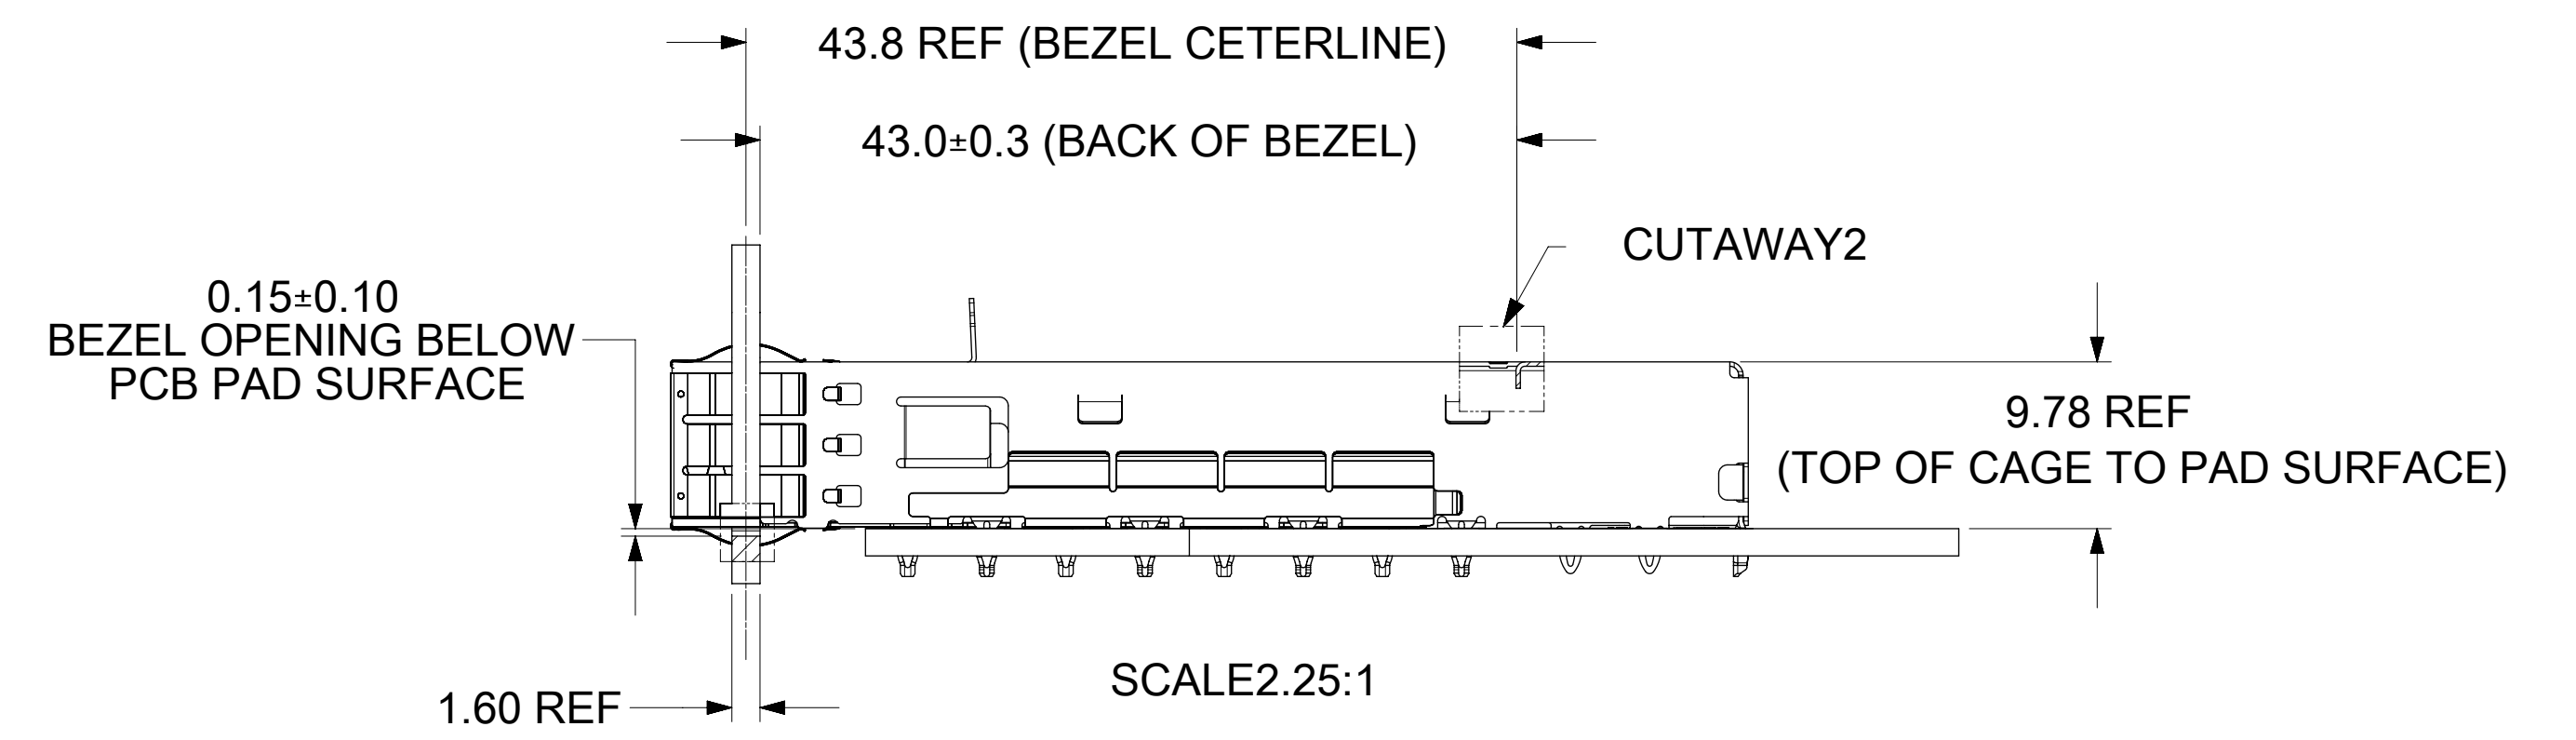 43.8 REF (BEZEL CETERLINE)
43.0±0.3 (BACK OF BEZEL)
CUTAWAY2
0.15±0.10
BEZEL OPENING BELOW
PCB PAD SURFACE
9.78 REF
(TOP OF CAGE TO PAD SURFACE)
SCALE2.25:1
1.60 REF